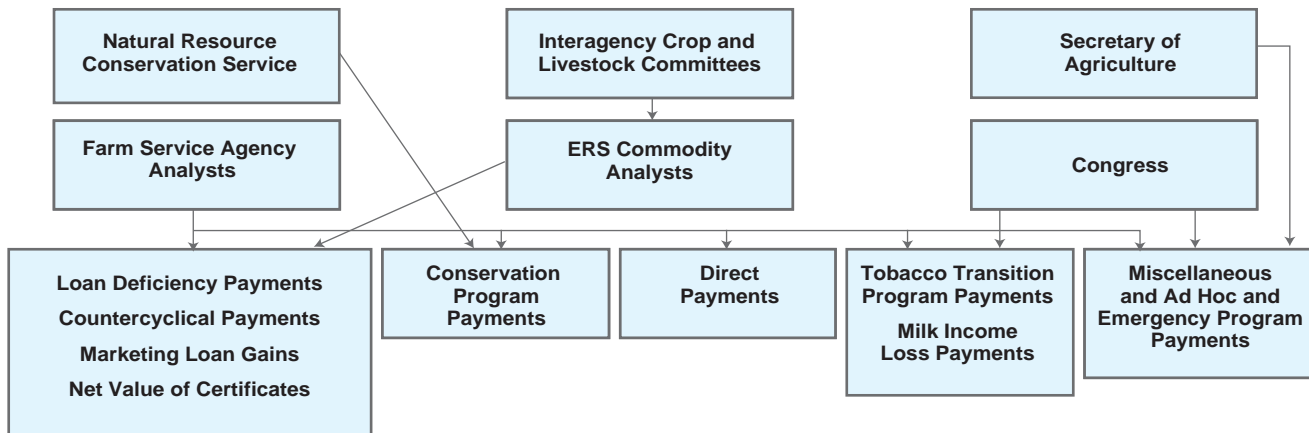 Natural Resource
Conservation Service
Interagency Crop and
Livestock Committees
Secretary of
Agriculture
Farm Service Agency
Analysts
ERS Commodity
Analysts
Congress
Loan Deficiency Payments
Countercyclical Payments
Marketing Loan Gains
Net Value of Certificates
Conservation
Program
Payments
Direct
Payments
Tobacco Transition
Program Payments
Milk Income
Loss Payments
Miscellaneous
and Ad Hoc and
Emergency Program
Payments